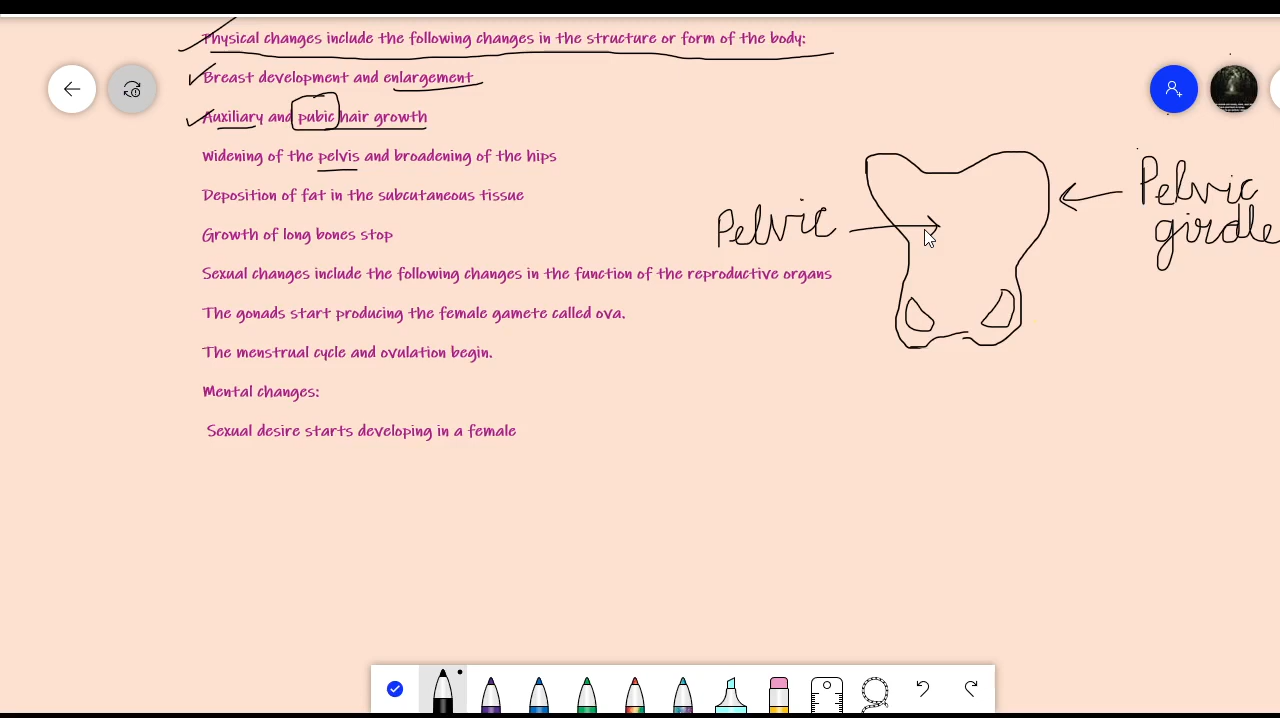 Physical changes include the following changes in the structure or form of the body:
Breast development and enlargement
Auxiliary and pubic hair growth
Widening of the pelvis and broadening of the hips
Deposition of fat in the subcutaneous tissue
Growth of long bones stop
Sexual changes include the following changes in the function of the reproductive organs
The gonads start producing the female gamete called ova.
The menstrual cycle and ovulation begin.
Mental changes:
Sexual desire starts developing in a female
Pelvic
Pelvic
girdle